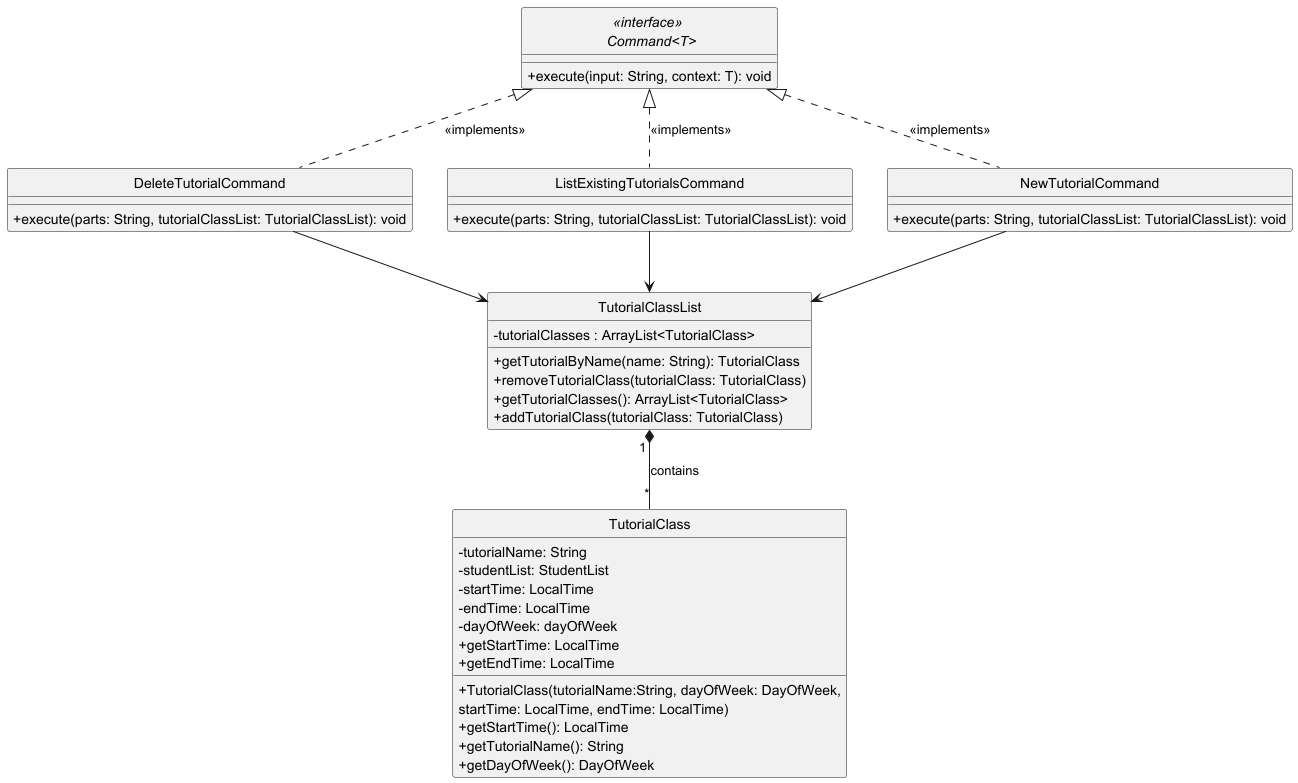 «interface»
Command<T>
+execute(input: String, context: T): void
«implements»
«implements»
«implements»
DeleteTutorialCommand
+execute(parts: String, tutorialClassList: TutorialClassList): void
ListExistingTutorialsCommand
+execute(parts: String, tutorialClassList: TutorialClassList): void
NewTutorialCommand
+execute(parts: String, tutorialClassList: TutorialClassList): void
TutorialClassList
-tutorialClasses : ArrayList<TutorialClass>
+getTutorialByName(name: String): TutorialClass
+removeTutorialClass(tutorialClass: TutorialClass)
+getTutorialClasses(): ArrayList<TutorialClass>
+addTutorialClass(tutorialClass: TutorialClass)
1
contains
*
TutorialClass
-tutorialName: String
-studentList: StudentList
-startTime: LocalTime
-endTime: LocalTime
-dayOfWeek: dayOfWeek
+getStartTime: LocalTime
+getEndTime: LocalTime
+TutorialClass(tutorialName:String, dayOfWeek: DayOfWeek,
startTime: LocalTime, endTime: LocalTime)
+getStartTime(): LocalTime
+getTutorialName(): String
+getDayOfWeek(): DayOfWeek